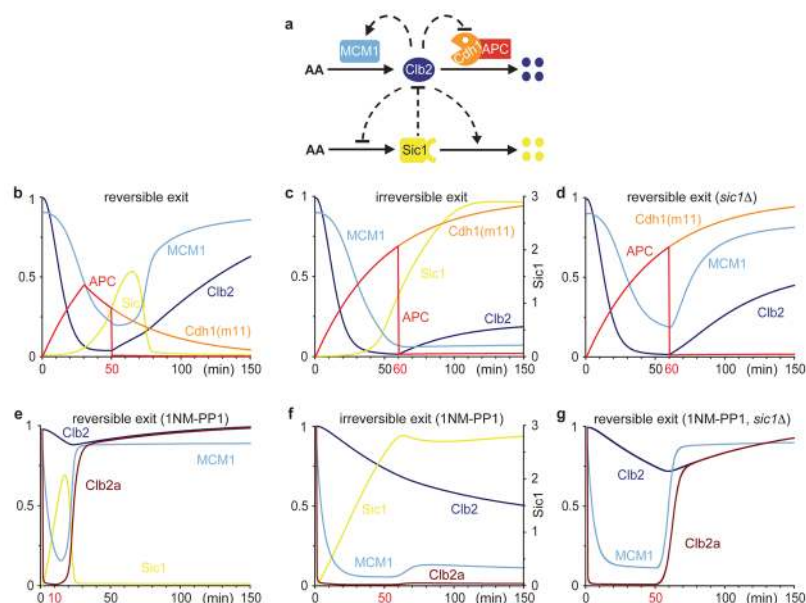 a
MCM1
Cdh1
APC
AA
Clb2
AA
Sic1
b
reversible exit
1
0.5
0
APC
Sic1
MCM1
Clb2
Cdh1(m11)
0
50
100
150
(min)
c
irreversible exit
1
0.5
0
MCM1
Cdh1(m11)
Sic1
APC
Clb2
3
2
1
0
Sic1
0
60
100
(min)
150
d
reversible exit (sic1Δ)
1
0.5
0
Cdh1(m11)
APC
MCM1
Clb2
0
60
100
150
(min)
e
reversible exit (1NM-PP1)
1
0.5
0
Clb2
MCM1
Clb2a
Sic1
0
10
50
100
150
(min)
f
irreversible exit (1NM-PP1)
1
0.5
0
Sic1
Clb2
MCM1
Clb2a
3
2
1
0
Sic1
0
50
100
(min)
150
g
reversible exit (1NM-PP1, sic1Δ)
1
0.5
0
Clb2
MCM1
Clb2a
0
50
100
150
(min)